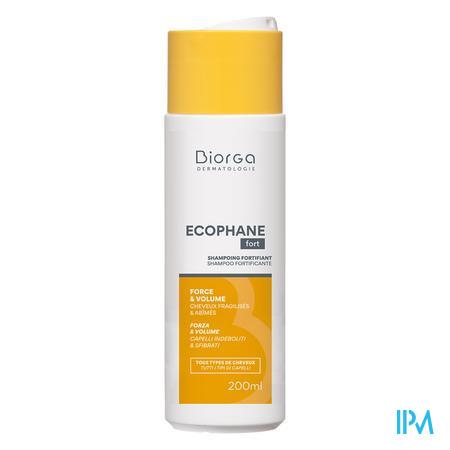 Biorga
DERMATOLOGIE
ECOPHANE
fort
SHAMPOING FORTIFIANT
SHAMPOO FORTIFICANTE
FORCE
& VOLUME
CHEVEUX FRAGILISÉS
& ABÎMÉS
FORZA
& VOLUME
CAPELLI INDEBOLITI
& SFIBRATI
TOUS TYPES DE CHEVEUX
TUTTI I TIPI DI CAPELLI
200ml
IPM